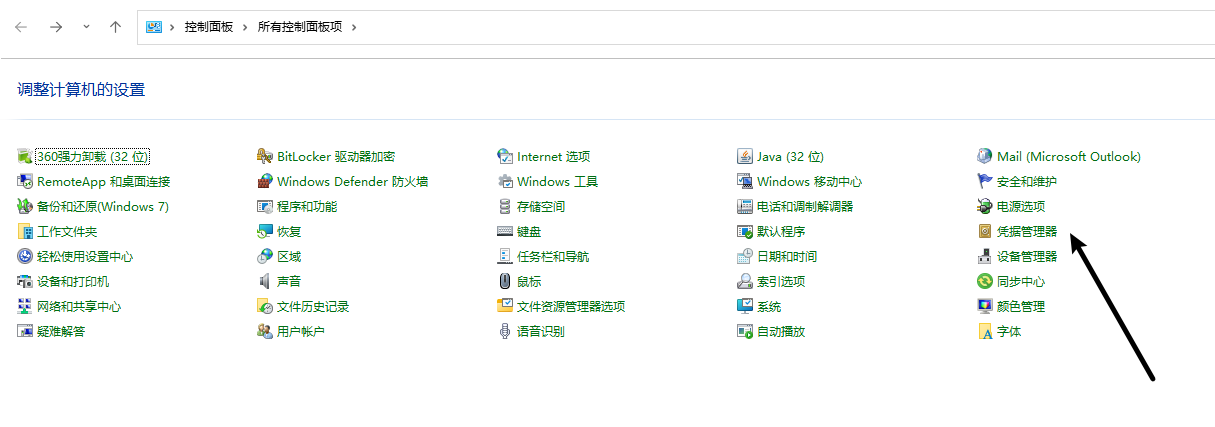 控制面板 › 所有控制面板项 ›
调整计算机的设置
360强力卸载 (32 位) BitLocker 驱动器加密 Internet 选项 Java (32 位) Mail (Microsoft Outlook)
RemoteApp 和桌面连接 Windows Defender 防火墙 Windows 工具 Windows 移动中心 安全和维护
备份和还原(Windows 7) 程序和功能 存储空间 电话和调制解调器 电源选项
工作文件夹 恢复 键盘 默认程序 凭据管理器
轻松使用设置中心 区域 任务栏和导航 日期和时间 设备管理器
设备和打印机 声音 鼠标 索引选项 同步中心
网络和共享中心 文件历史记录 文件资源管理器选项 系统 颜色管理
疑难解答 用户帐户 语音识别 自动播放 字体